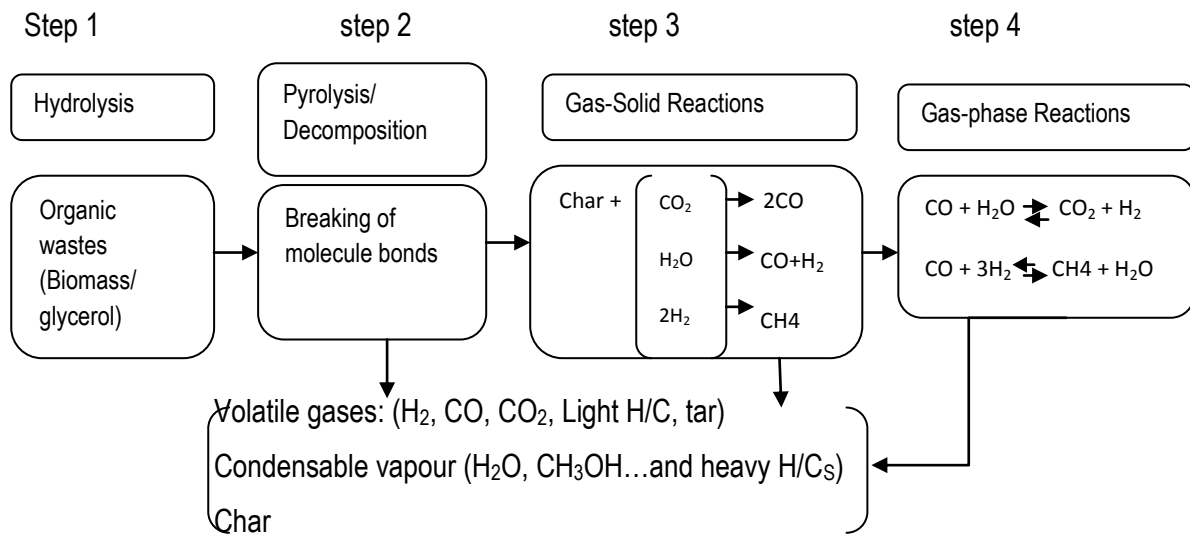 Step 1
step 2
step 3
step 4
Hydrolysis
Pyrolysis/
Decomposition
Gas-Solid Reactions
Gas-phase Reactions
Organic
wastes
(Biomass/
glycerol)
Breaking of
molecule bonds
Char +
CO₂ → 2CO
H₂O → CO+H₂
2H₂ → CH4
CO + H₂O ⇌ CO₂ + H₂
CO + 3H₂ ⇌ CH4 + H₂O
Volatile gases: (H₂, CO, CO₂, Light H/C, tar)
Condensable vapour (H₂O, CH₃OH…and heavy H/Cₛ)
Char